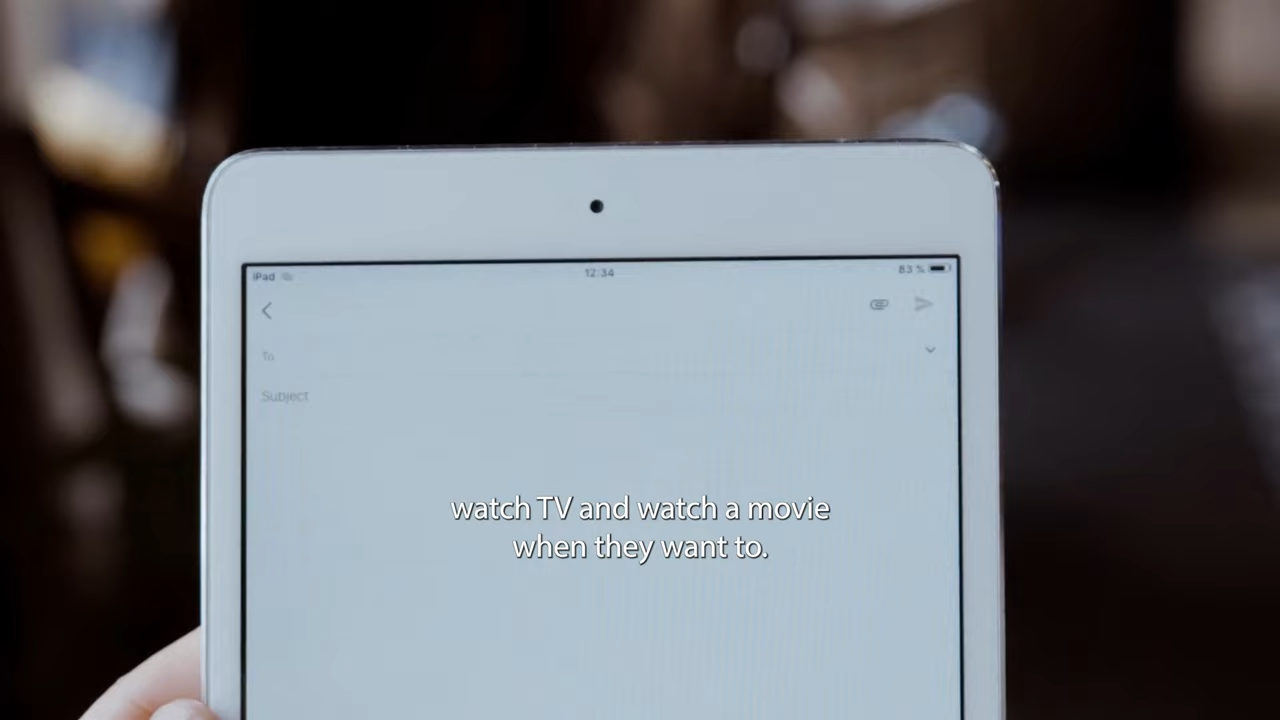 iPad
12:34
83 %
To
Subject
watch TV and watch a movie
when they want to.